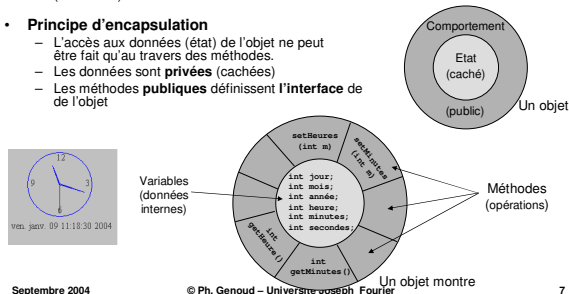 • Principe d'encapsulation
– L'accès aux données (état) de l'objet ne peut
être fait qu'au travers des méthodes.
– Les données sont privées (cachées)
– Les méthodes publiques définissent l'interface de
de l'objet
Comportement
Etat
(caché)
(public)
Un objet
setHeures
(int m)
setMinutes
(int m)
12
9
3
6
ven. janv. 09 11:18:30 2004
Variables
(données
internes)
int jour;
int mois;
int année;
int heure;
int minutes;
int secondes;
Méthodes
(opérations)
int
getHeure()
int
getMinutes()
Un objet montre
Septembre 2004
© Ph. Genoud – Université Joseph Fourier
7